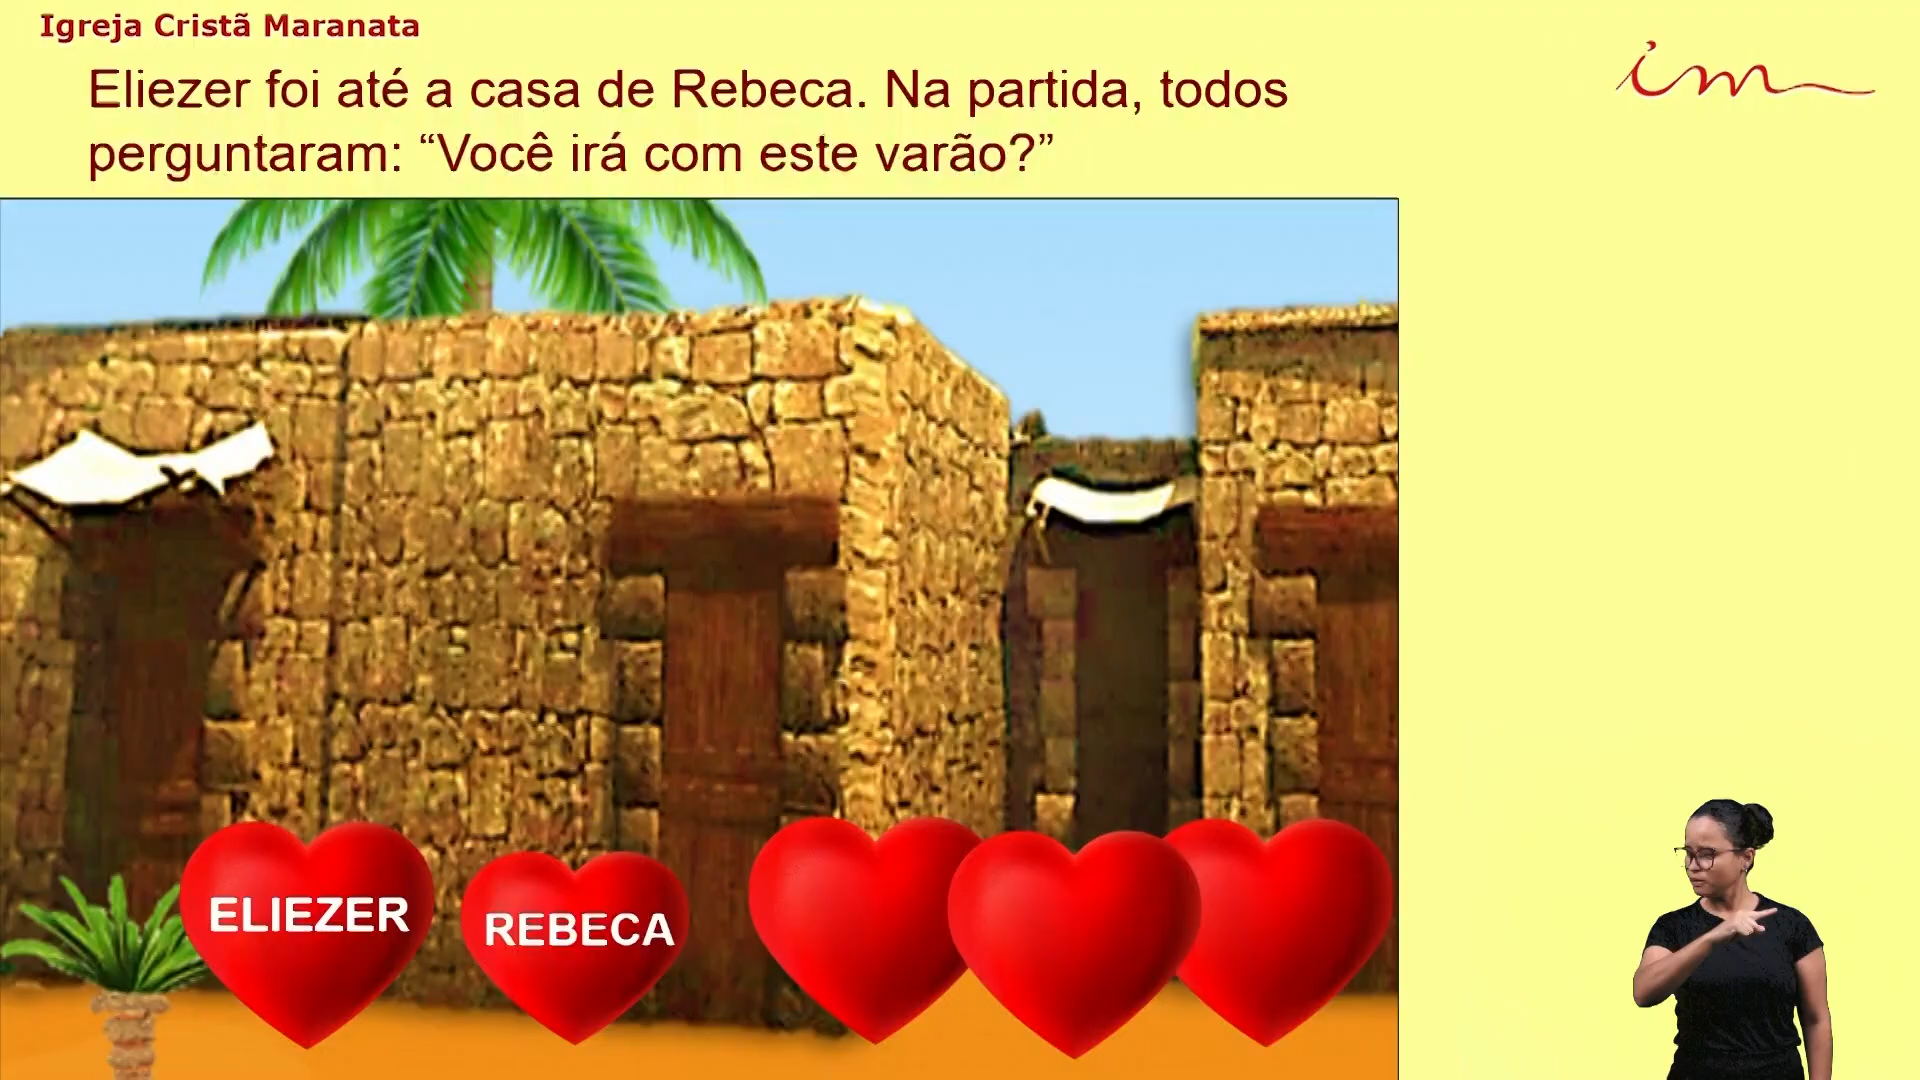 Igreja Cristã Maranata
Eliezer foi até a casa de Rebeca. Na partida, todos
perguntaram: “Você irá com este varão?”
im
ELIEZER
REBECA